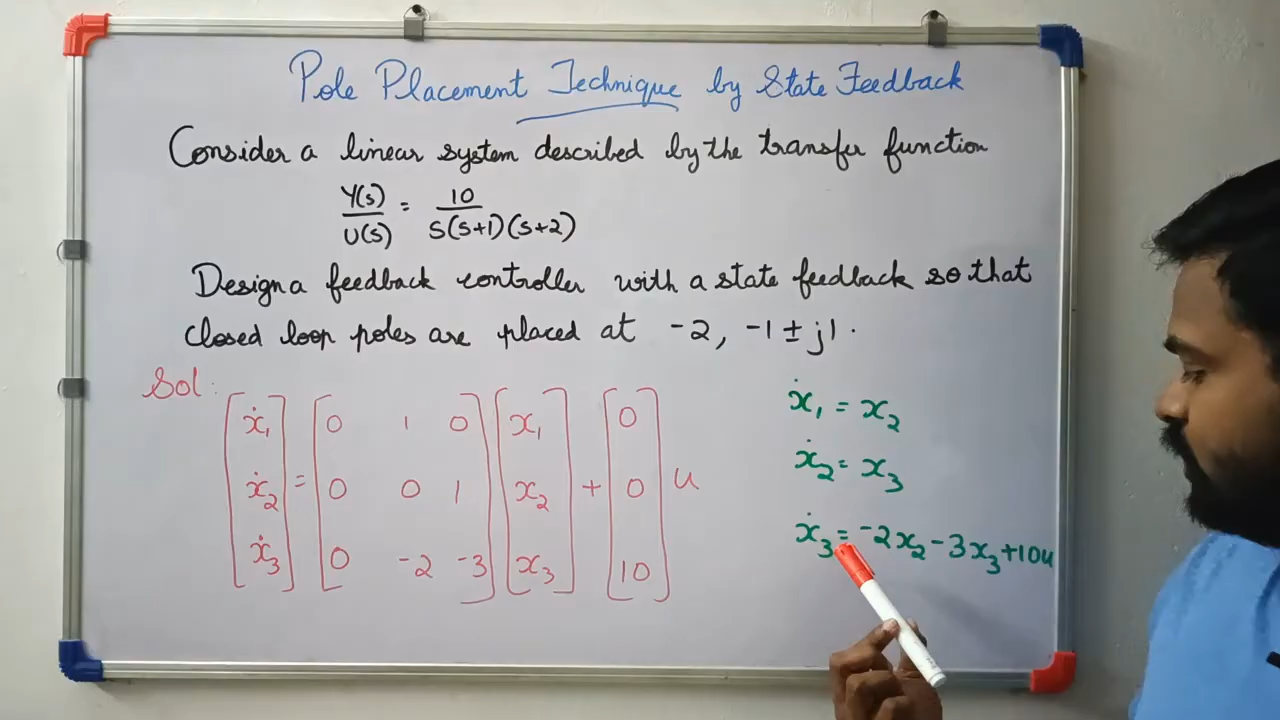 Pole Placement Technique by State Feedback
Consider a linear system described by the transfer function
Y(s)/U(s) = 10/S(S+1)(S+2)
Design a feedback controller with a state feedback so that
closed loop poles are placed at -2, -1 ± j1.
Sol:
[ẋ₁ ẋ₂ ẋ₃] = [0 1 0; 0 0 1; 0 -2 -3] [x₁ x₂ x₃] + [0 0 10] u
ẋ₁ = x₂
ẋ₂ = x₃
ẋ₃ = -2x₂ - 3x₃ + 10u